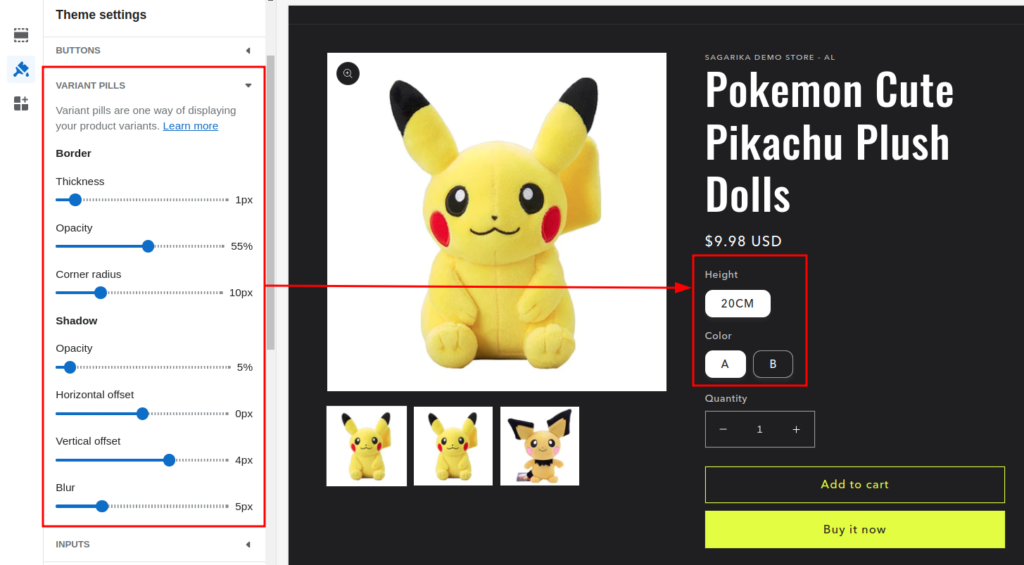 Theme settings
BUTTONS
VARIANT PILLS
Variant pills are one way of displaying
your product variants. Learn more
Border
Thickness
1px
Opacity
55%
Corner radius
10px
Shadow
Opacity
5%
Horizontal offset
0px
Vertical offset
4px
Blur
5px
INPUTS
SAGARIKA DEMO STORE - AL
Pokemon Cute
Pikachu Plush
Dolls
$9.98 USD
Height
20CM
Color
A B
Quantity
− 1 +
Add to cart
Buy it now